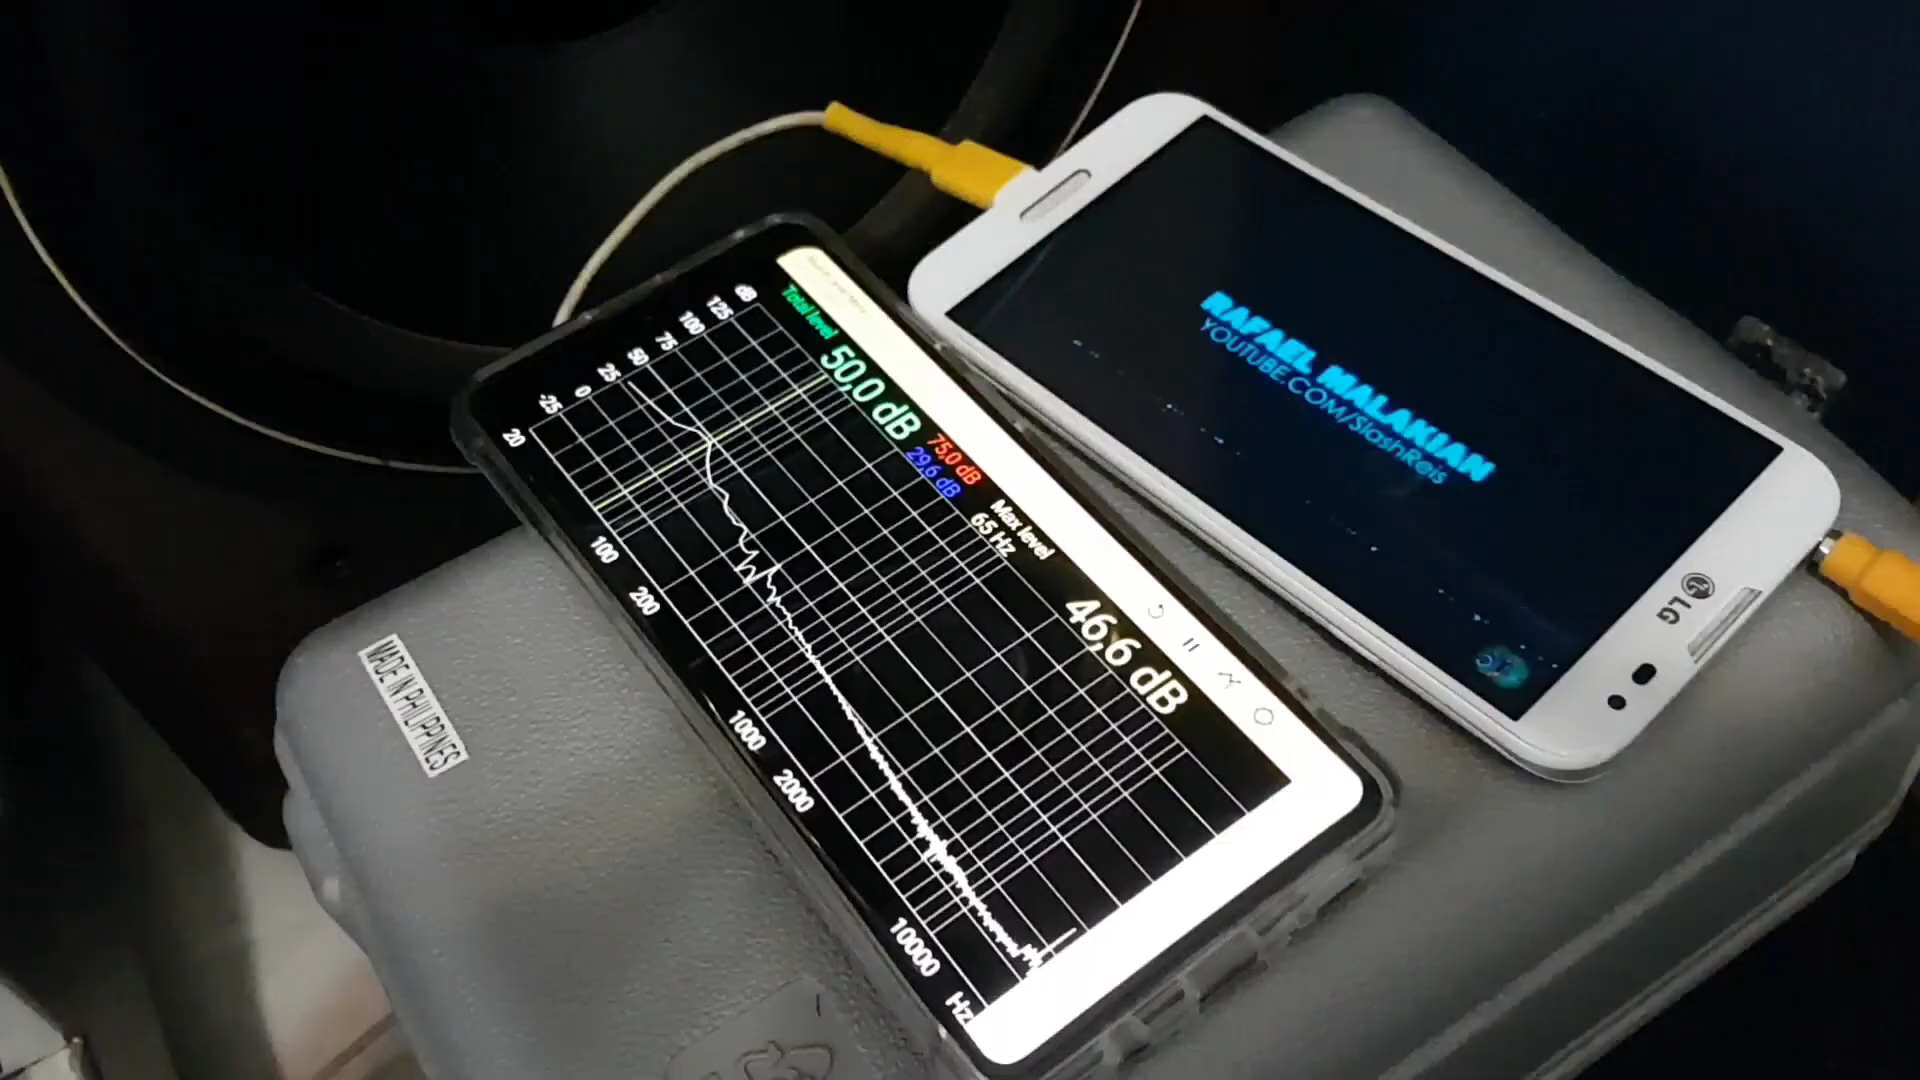 dB
125
100
75
50
25
0
-25
20
100
200
1000
2000
10000
Hz
Total level
50,0 dB
75,0 dB
29,6 dB
Max level
65 Hz
46,6 dB
RAFAEL MALAKIAN
YOUTUBE.COM/SlashReis
LG
MADE IN PHILIPPINES